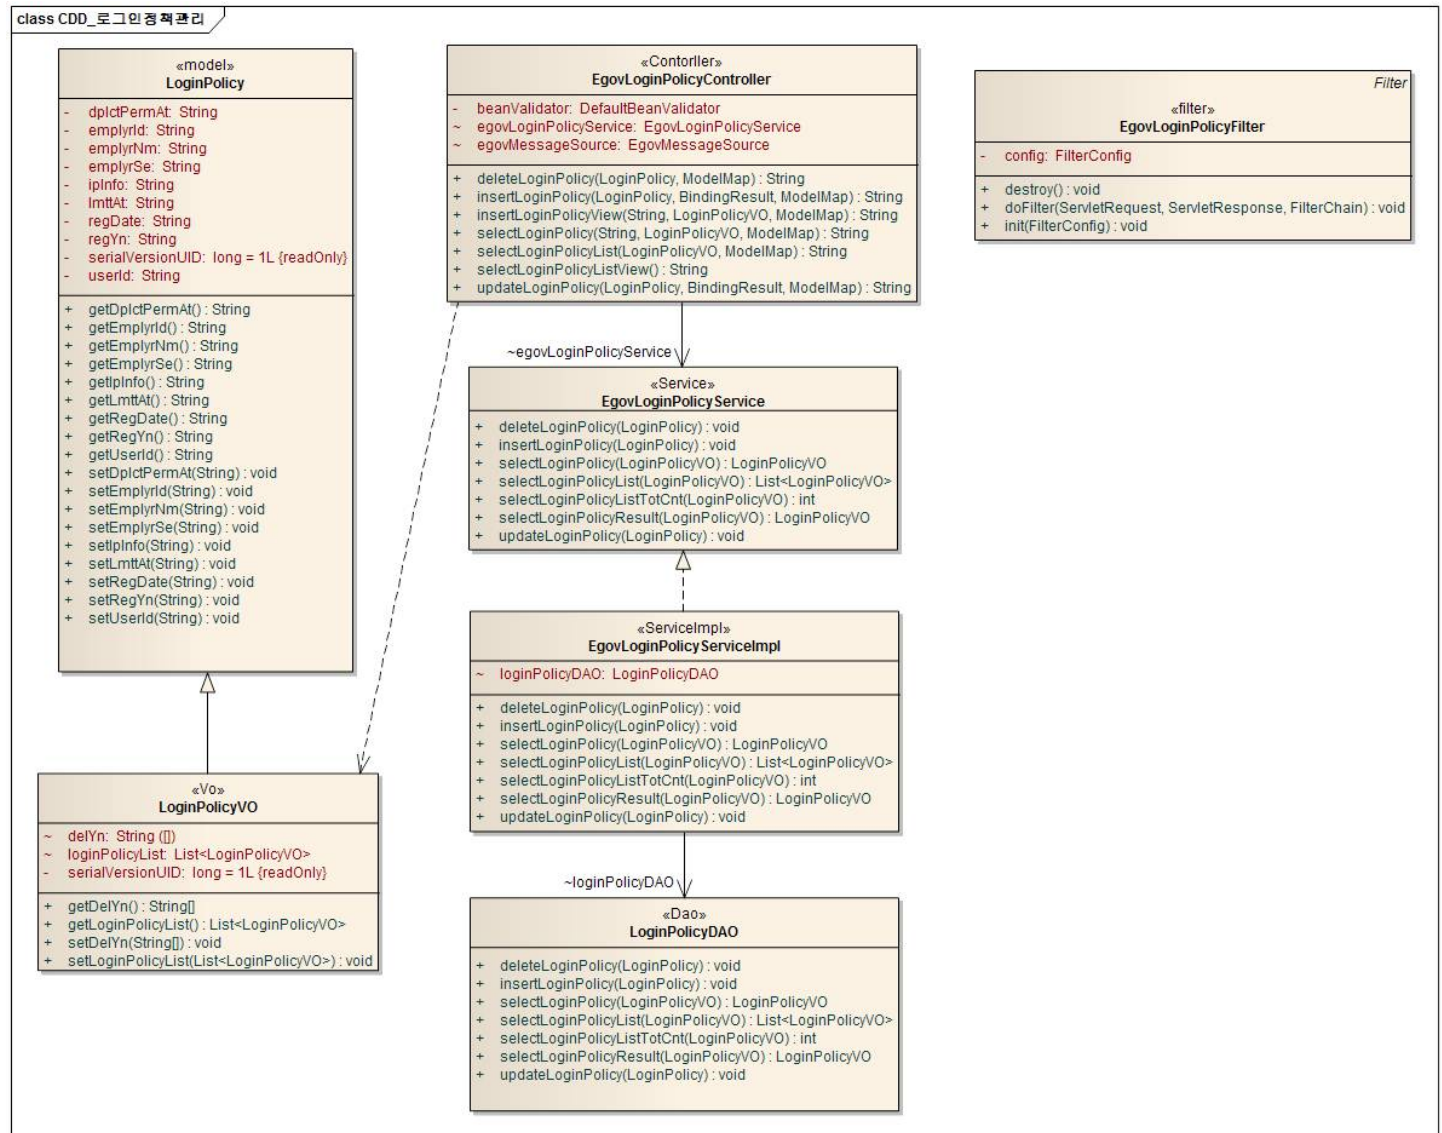 class CDD_로그인정책관리
«model»
LoginPolicy
- dplctPermAt: String
- emplyrId: String
- emplyrNm: String
- emplyrSe: String
- ipInfo: String
- lmttAt: String
- regDate: String
- regYn: String
- serialVersionUID: long = 1L {readOnly}
- userId: String
+ getDplctPermAt() : String
+ getEmplyrId() : String
+ getEmplyrNm() : String
+ getEmplyrSe() : String
+ getIpInfo() : String
+ getLmttAt() : String
+ getRegDate() : String
+ getRegYn() : String
+ getUserId() : String
+ setDplctPermAt(String) : void
+ setEmplyrId(String) : void
+ setEmplyrNm(String) : void
+ setEmplyrSe(String) : void
+ setIpInfo(String) : void
+ setLmttAt(String) : void
+ setRegDate(String) : void
+ setRegYn(String) : void
+ setUserId(String) : void
«Contorller»
EgovLoginPolicyController
- beanValidator: DefaultBeanValidator
~ egovLoginPolicyService: EgovLoginPolicyService
~ egovMessageSource: EgovMessageSource
+ deleteLoginPolicy(LoginPolicy, ModelMap) : String
+ insertLoginPolicy(LoginPolicy, BindingResult, ModelMap) : String
+ insertLoginPolicyView(String, LoginPolicyVO, ModelMap) : String
+ selectLoginPolicy(String, LoginPolicyVO, ModelMap) : String
+ selectLoginPolicyList(LoginPolicyVO, ModelMap) : String
+ selectLoginPolicyListView() : String
+ updateLoginPolicy(LoginPolicy, BindingResult, ModelMap) : String
Filter
«filter»
EgovLoginPolicyFilter
- config: FilterConfig
+ destroy() : void
+ doFilter(ServletRequest, ServletResponse, FilterChain) : void
+ init(FilterConfig) : void
~egovLoginPolicyService
«Service»
EgovLoginPolicyService
+ deleteLoginPolicy(LoginPolicy) : void
+ insertLoginPolicy(LoginPolicy) : void
+ selectLoginPolicy(LoginPolicyVO) : LoginPolicyVO
+ selectLoginPolicyList(LoginPolicyVO) : List<LoginPolicyVO>
+ selectLoginPolicyListTotCnt(LoginPolicyVO) : int
+ selectLoginPolicyResult(LoginPolicyVO) : LoginPolicyVO
+ updateLoginPolicy(LoginPolicy) : void
«ServiceImpl»
EgovLoginPolicyServiceImpl
~ loginPolicyDAO: LoginPolicyDAO
+ deleteLoginPolicy(LoginPolicy) : void
+ insertLoginPolicy(LoginPolicy) : void
+ selectLoginPolicy(LoginPolicyVO) : LoginPolicyVO
+ selectLoginPolicyList(LoginPolicyVO) : List<LoginPolicyVO>
+ selectLoginPolicyListTotCnt(LoginPolicyVO) : int
+ selectLoginPolicyResult(LoginPolicyVO) : LoginPolicyVO
+ updateLoginPolicy(LoginPolicy) : void
«Vo»
LoginPolicyVO
~ delYn: String ([])
~ loginPolicyList: List<LoginPolicyVO>
- serialVersionUID: long = 1L {readOnly}
+ getDelYn() : String[]
+ getLoginPolicyList() : List<LoginPolicyVO>
+ setDelYn(String[]) : void
+ setLoginPolicyList(List<LoginPolicyVO>) : void
~loginPolicyDAO
«Dao»
LoginPolicyDAO
+ deleteLoginPolicy(LoginPolicy) : void
+ insertLoginPolicy(LoginPolicy) : void
+ selectLoginPolicy(LoginPolicyVO) : LoginPolicyVO
+ selectLoginPolicyList(LoginPolicyVO) : List<LoginPolicyVO>
+ selectLoginPolicyListTotCnt(LoginPolicyVO) : int
+ selectLoginPolicyResult(LoginPolicyVO) : LoginPolicyVO
+ updateLoginPolicy(LoginPolicy) : void